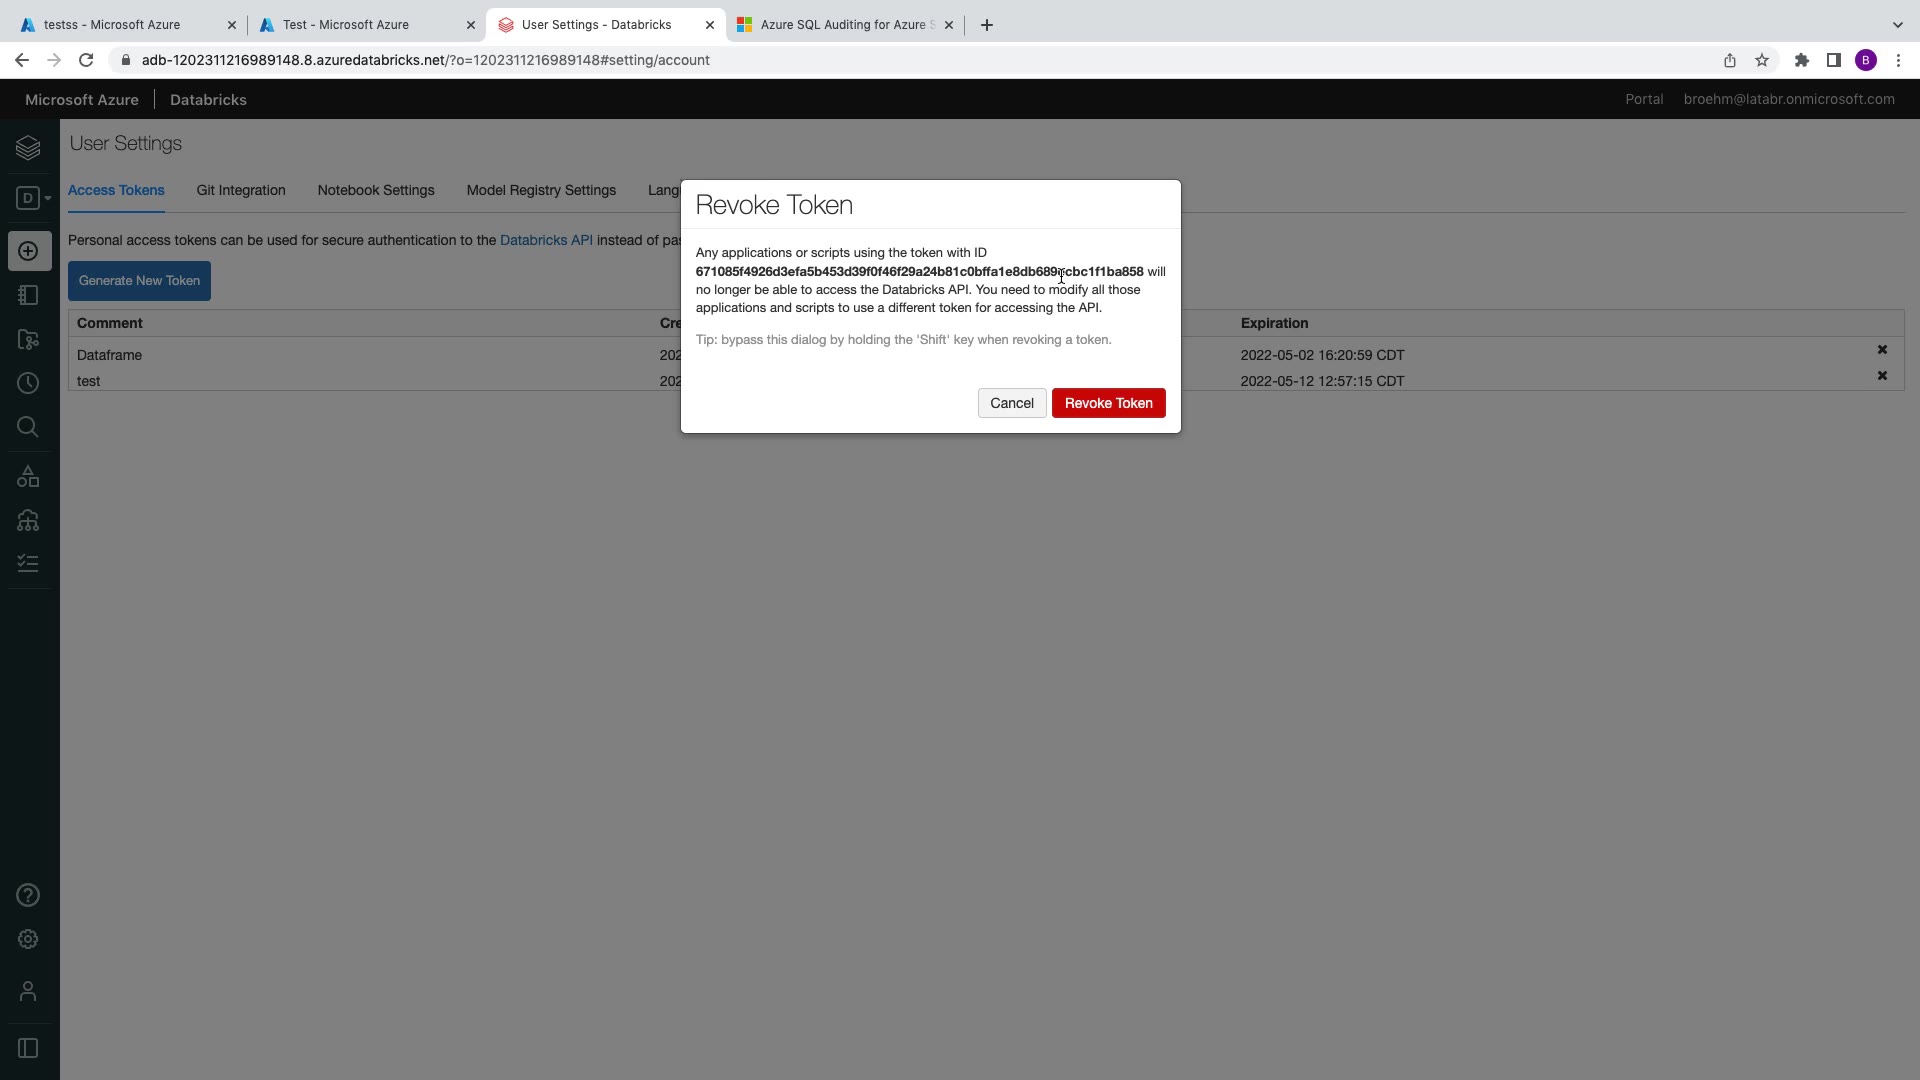 testss - Microsoft Azure
Test - Microsoft Azure
User Settings - Databricks
Azure SQL Auditing for Azure S
adb-1202311216989148.8.azuredatabricks.net/?o=1202311216989148#setting/account
B
Microsoft Azure
Databricks
Portal
broehm@latabr.onmicrosoft.com
D
User Settings
Access Tokens
Git Integration
Notebook Settings
Model Registry Settings
Lang
Personal access tokens can be used for secure authentication to the Databricks API instead of pa
Generate New Token
Comment
Cre
Expiration
Dataframe
202
2022-05-02 16:20:59 CDT
test
202
2022-05-12 12:57:15 CDT
Revoke Token
Any applications or scripts using the token with ID
will
no longer be able to access the Databricks API. You need to modify all those
applications and scripts to use a different token for accessing the API.
Tip: bypass this dialog by holding the 'Shift' key when revoking a token.
Cancel
Revoke Token